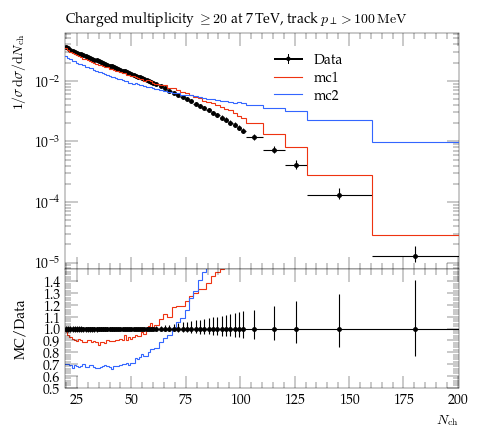 Charged multiplicity ≥ 20 at 7 TeV, track p⊥ > 100 MeV
1/σ dσ/dNch
Data
mc1
mc2
10⁻²
10⁻³
10⁻⁴
10⁻⁵
MC/Data
1.4
1.3
1.2
1.1
1.0
0.9
0.8
0.7
0.6
0.5
25 50 75 100 125 150 175 200
Nch